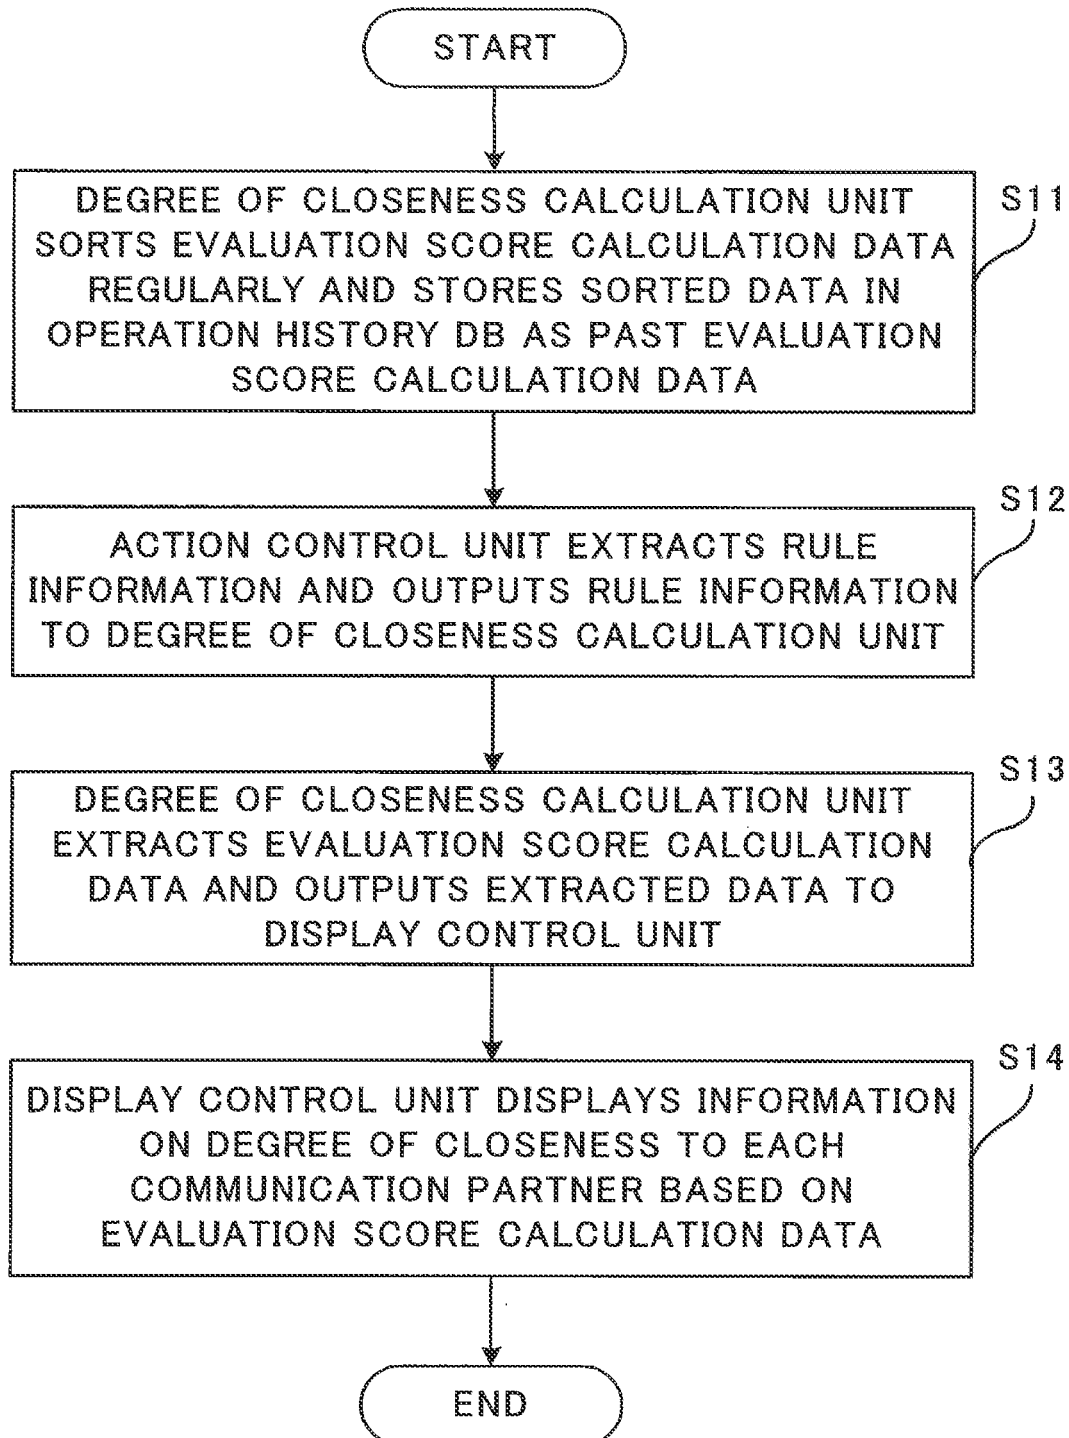 START
DEGREE OF CLOSENESS CALCULATION UNIT
SORTS EVALUATION SCORE CALCULATION DATA
REGULARLY AND STORES SORTED DATA IN
OPERATION HISTORY DB AS PAST EVALUATION
SCORE CALCULATION DATA
S11
ACTION CONTROL UNIT EXTRACTS RULE
INFORMATION AND OUTPUTS RULE INFORMATION
TO DEGREE OF CLOSENESS CALCULATION UNIT
S12
DEGREE OF CLOSENESS CALCULATION UNIT
EXTRACTS EVALUATION SCORE CALCULATION
DATA AND OUTPUTS EXTRACTED DATA TO
DISPLAY CONTROL UNIT
S13
DISPLAY CONTROL UNIT DISPLAYS INFORMATION
ON DEGREE OF CLOSENESS TO EACH
COMMUNICATION PARTNER BASED ON
EVALUATION SCORE CALCULATION DATA
S14
END